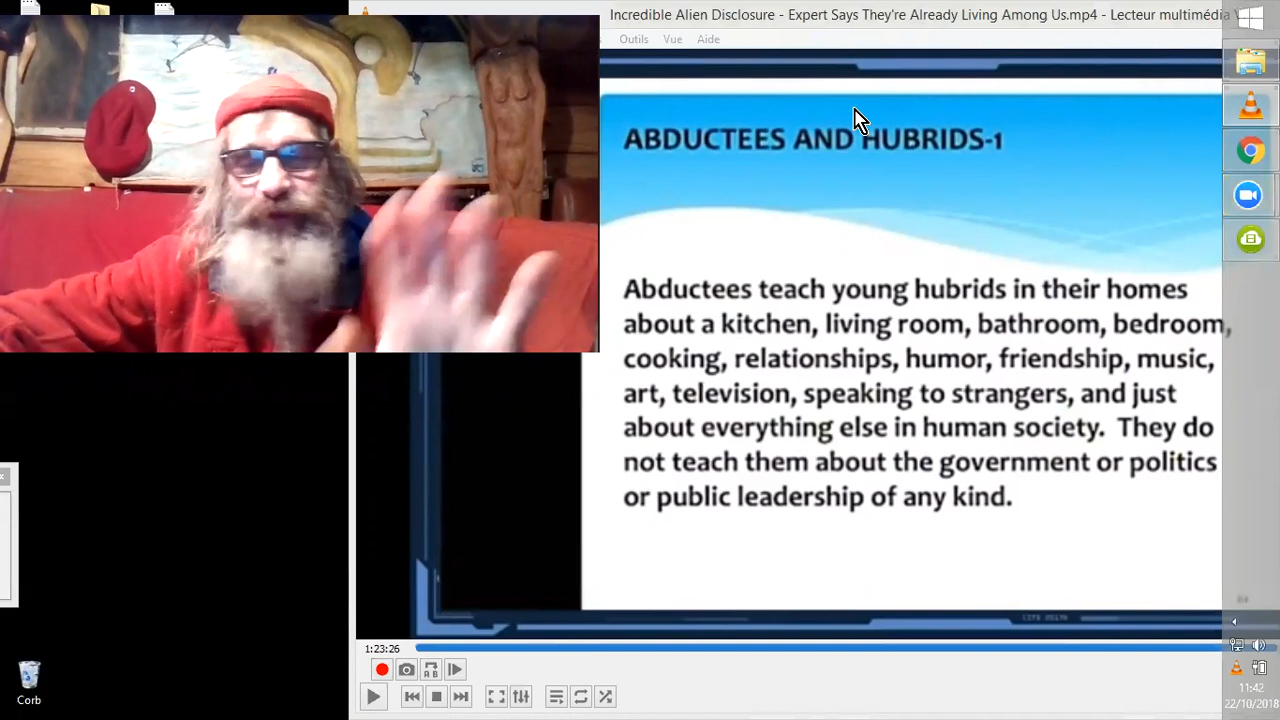 Incredible Alien Disclosure - Expert Says They're Already Living Among Us.mp4 - Lecteur multimédia
Outils Vue Aide
ABDUCTEES AND HUBRIDS-1
Abductees teach young hubrids in their homes
about a kitchen, living room, bathroom, bedroom,
cooking, relationships, humor, friendship, music,
art, television, speaking to strangers, and just
about everything else in human society. They do
not teach them about the government or politics
or public leadership of any kind.
1:23:26
Corb
11:42
22/10/2018